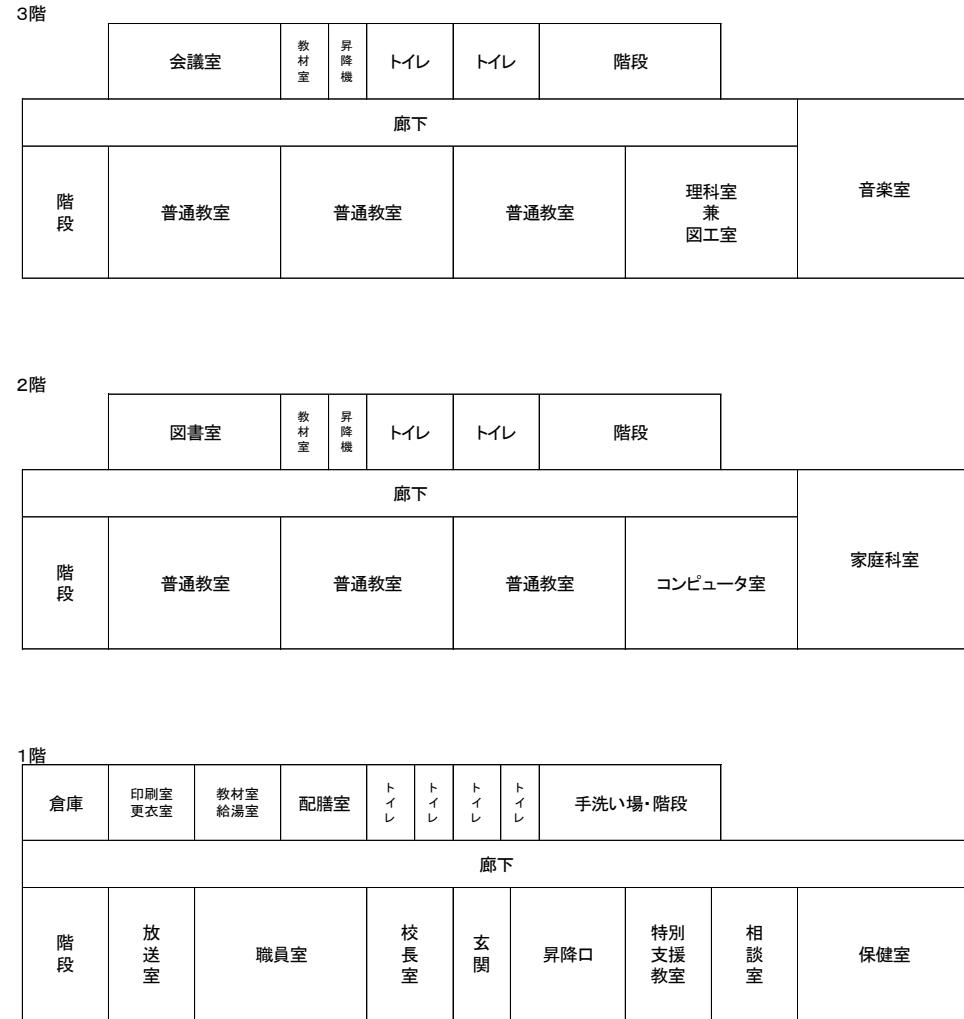 3階
会議室
教材室
昇降機
トイレ
トイレ
階段
廊下
音楽室
階段
普通教室
普通教室
普通教室
理科室
兼
図工室
2階
図書室
教材室
昇降機
トイレ
トイレ
階段
廊下
家庭科室
階段
普通教室
普通教室
普通教室
コンピュータ室
1階
倉庫
印刷室
更衣室
教材室
給湯室
配膳室
トイレ
トイレ
トイレ
トイレ
手洗い場・階段
廊下
階段
放送室
職員室
校長室
玄関
昇降口
特別
支援
教室
相談室
保健室